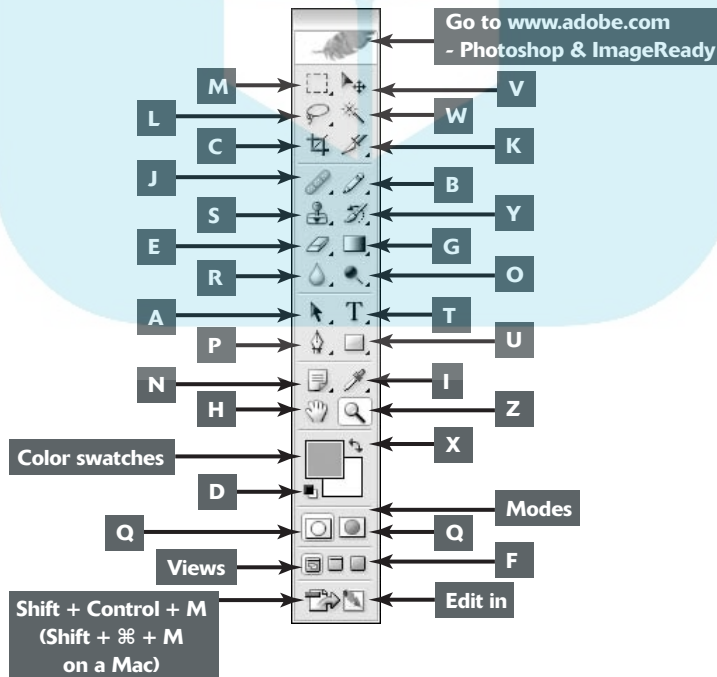 Go to www.adobe.com
- Photoshop & ImageReady
M
V
L
W
C
K
J
B
S
Y
E
G
R
O
A
T
P
U
N
I
H
Z
X
Color swatches
D
Modes
Q
Q
F
Views
Shift + Control + M
(Shift + ⌘ + M
on a Mac)
Edit in